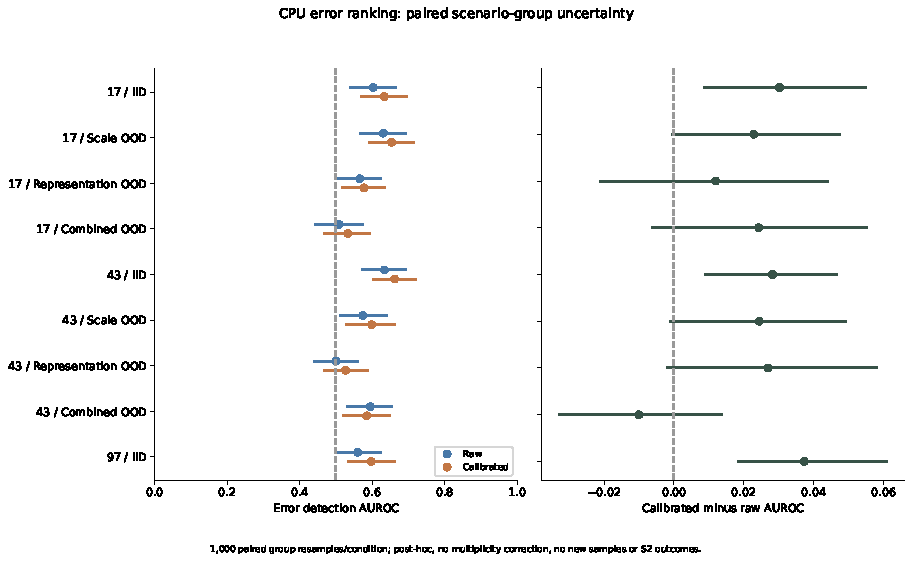 CPU error ranking: paired scenario-group uncertainty
17 / IID
17 / Scale OOD
17 / Representation OOD
17 / Combined OOD
43 / IID
43 / Scale OOD
43 / Representation OOD
43 / Combined OOD
97 / IID
Raw
Calibrated
0.0 0.2 0.4 0.6 0.8 1.0
Error detection AUROC
−0.02 0.00 0.02 0.04 0.06
Calibrated minus raw AUROC
1,000 paired group resamples/condition; post-hoc, no multiplicity correction, no new samples or S2 outcomes.